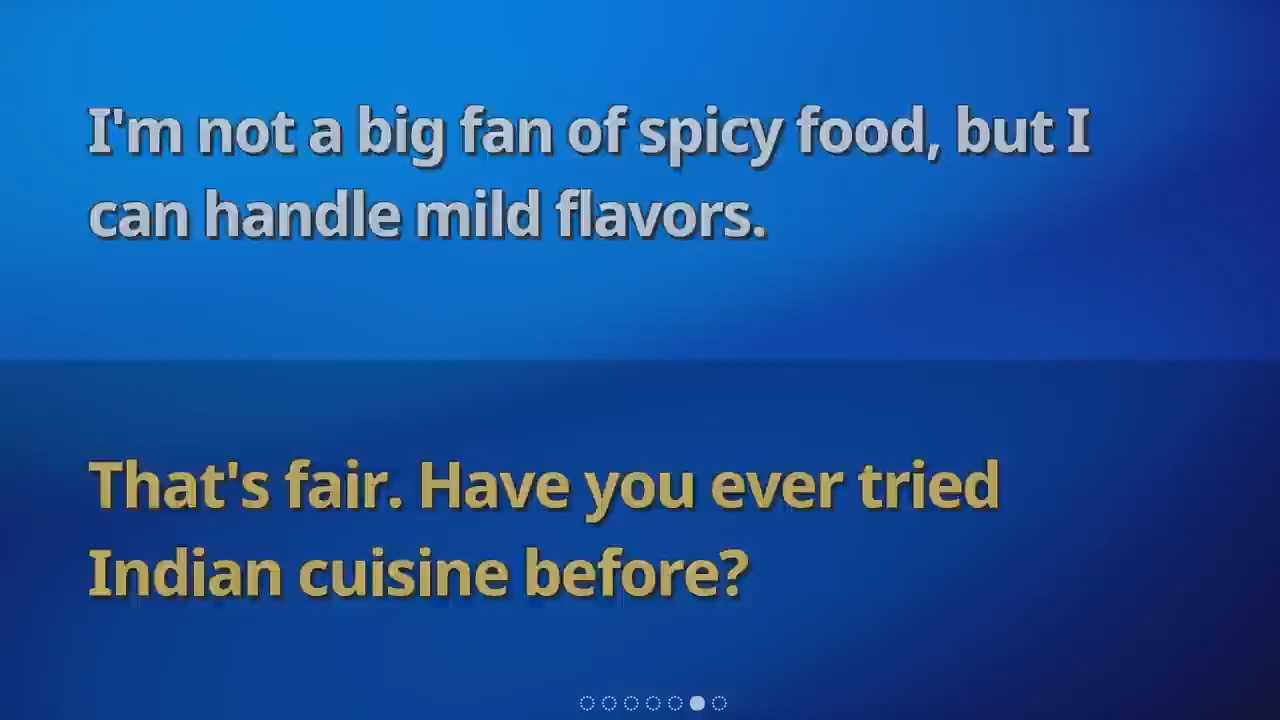 I'm not a big fan of spicy food, but I
can handle mild flavors.
That's fair. Have you ever tried
Indian cuisine before?